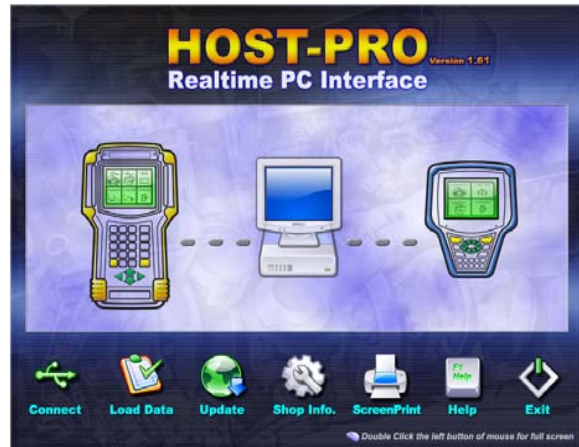 HOST-PRO Version 1.61
Realtime PC Interface
Connect Load Data Update Shop Info. ScreenPrint F1 Help Help Exit
Double Click the left button of mouse for full screen